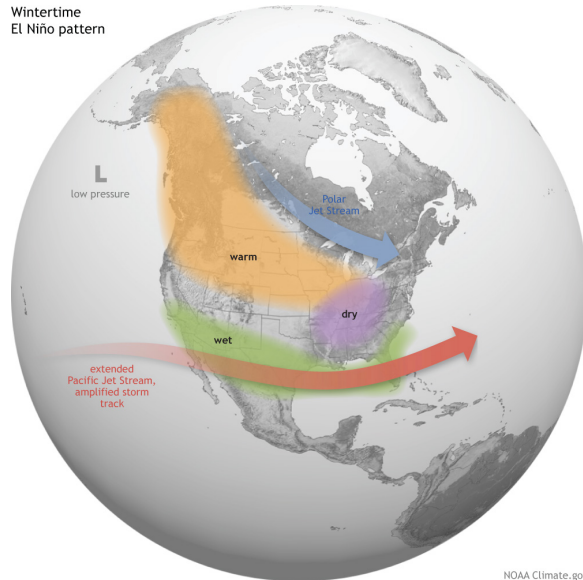 Wintertime
El Niño pattern
L
low pressure
Polar
Jet Stream
warm
dry
wet
extended
Pacific Jet Stream,
amplified storm
track
NOAA Climate.go